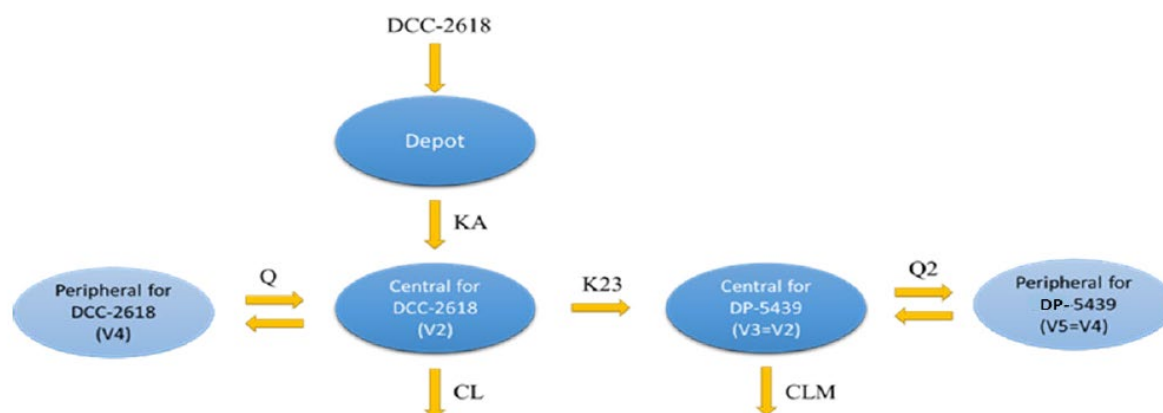 DCC-2618
Depot
KA
Peripheral for
DCC-2618
(V4)
Q
Central for
DCC-2618
(V2)
K23
Central for
DP-5439
(V3=V2)
Q2
Peripheral for
DP--5439
(V5=V4)
CL
CLM